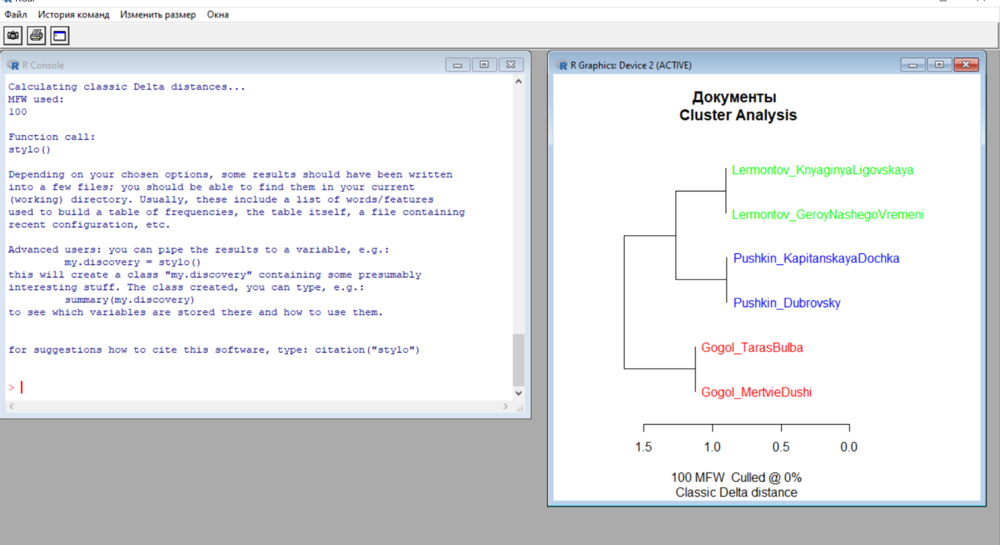 Файл История команд Изменить размер Окна
R Console
Calculating classic Delta distances...
MFW used:
100
Function call:
stylo()
Depending on your chosen options, some results should have been written
into a few files; you should be able to find them in your current
(working) directory. Usually, these include a list of words/features
used to build a table of frequencies, the table itself, a file containing
recent configuration, etc.
Advanced users: you can pipe the results to a variable, e.g.:
my.discovery = stylo()
this will create a class "my.discovery" containing some presumably
interesting stuff. The class created, you can type, e.g.:
summary(my.discovery)
to see which variables are stored there and how to use them.
for suggestions how to cite this software, type: citation("stylo")
>
R Graphics: Device 2 (ACTIVE)
Документы
Cluster Analysis
Lermontov_KnyaginyaLigovskaya
Lermontov_GeroyNashegoVremeni
Pushkin_KapitanskayaDochka
Pushkin_Dubrovsky
Gogol_TarasBulba
Gogol_MertvieDushi
1.5 1.0 0.5 0.0
100 MFW Culled @ 0%
Classic Delta distance